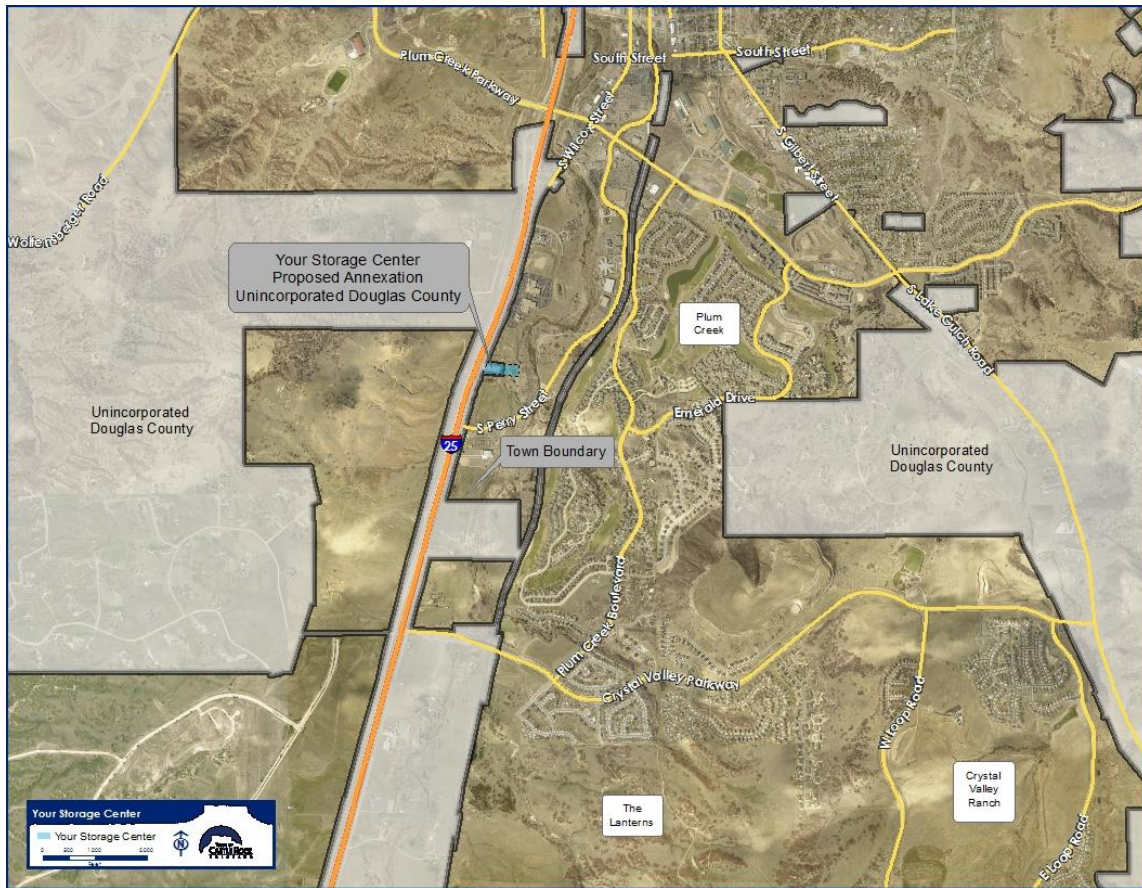 South Street
South Street
Plum Creek Parkway
S Wilcox Street
S Gilbert Street
Wolfensberger Road
Your Storage Center
Proposed Annexation
Unincorporated Douglas County
Plum
Creek
S Lake Gulch Road
Unincorporated
Douglas County
S Perry Street
Emerald Drive
25
Town Boundary
Unincorporated
Douglas County
Plum Creek Boulevard
Crystal Valley Parkway
W Loop Road
Crystal
Valley
Ranch
The
Lanterns
E Loop Road
Your Storage Center
Your Storage Center
N
Feet
CASTLE ROCK